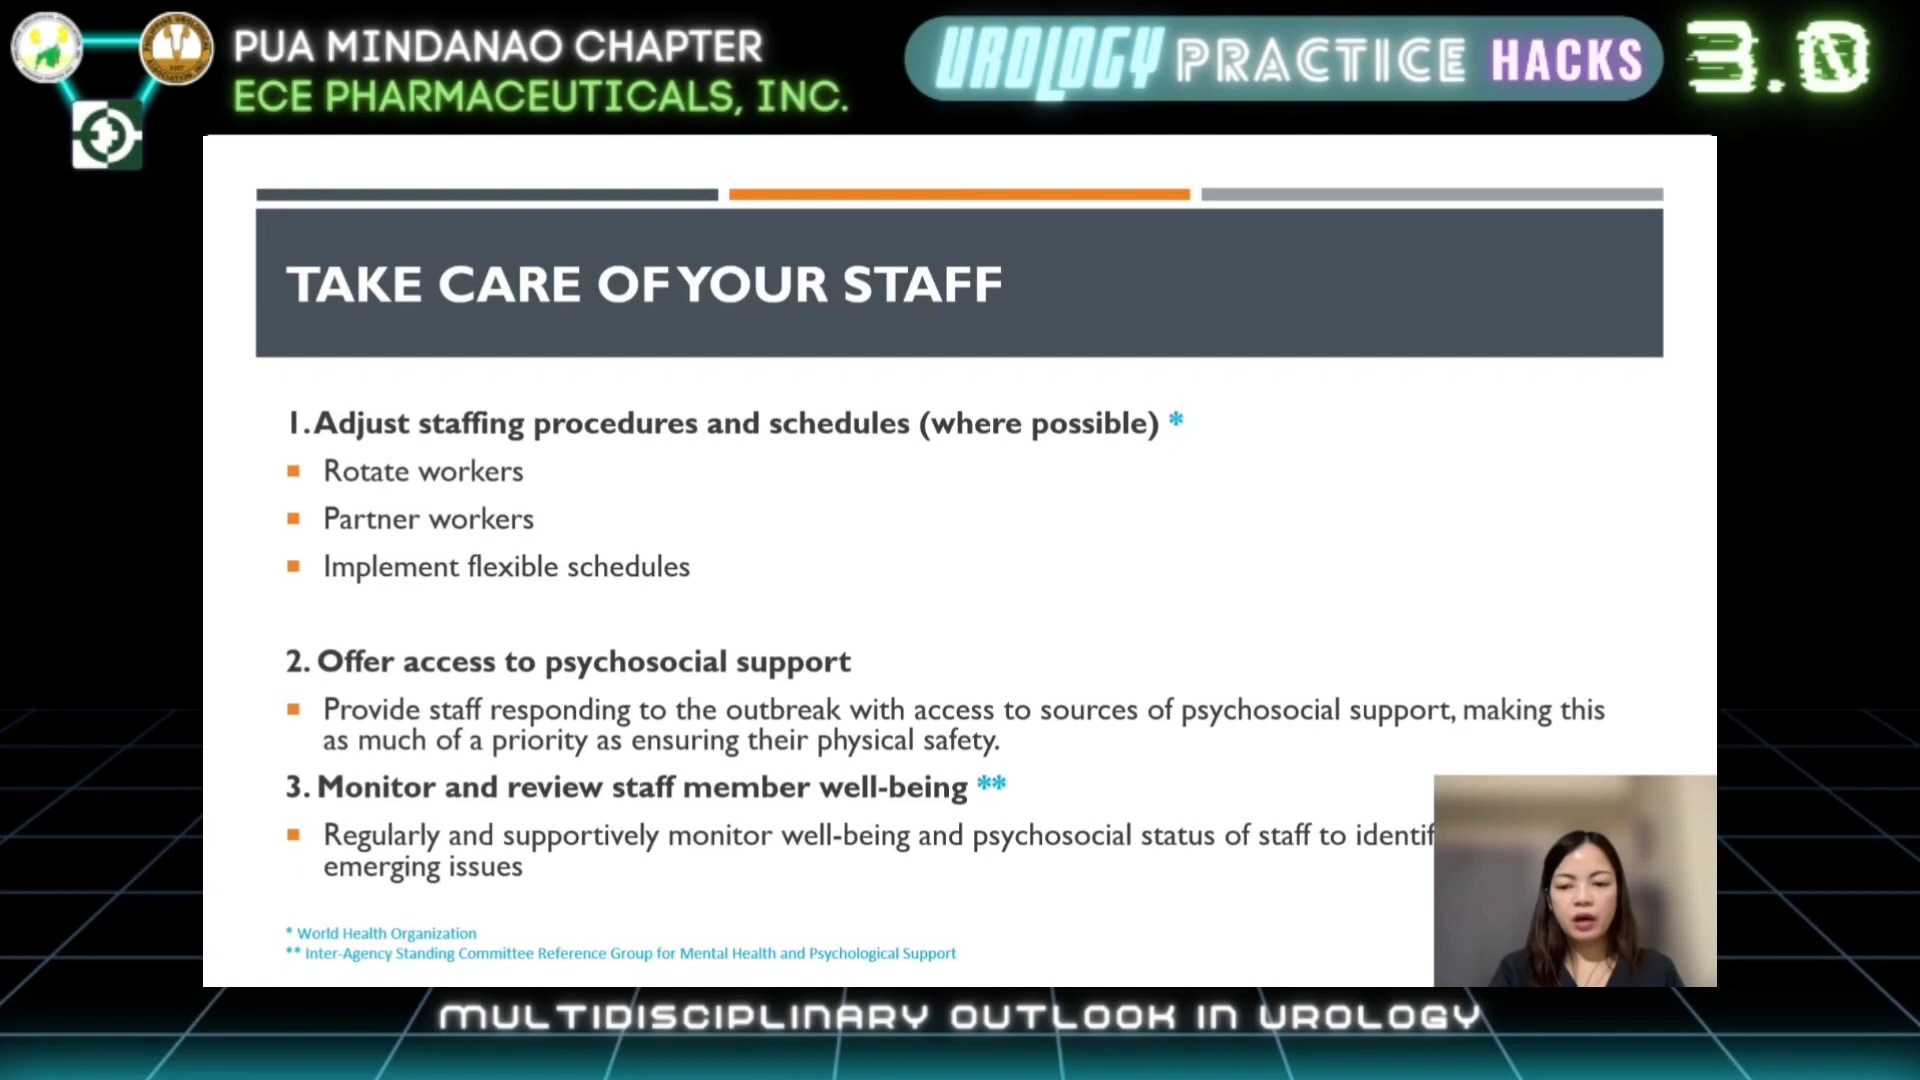 PUA MINDANAO CHAPTER
ECE PHARMACEUTICALS, INC.
UROLOGY PRACTICE HACKS 3.0
TAKE CARE OF YOUR STAFF
1. Adjust staffing procedures and schedules (where possible) *
Rotate workers
Partner workers
Implement flexible schedules
2. Offer access to psychosocial support
Provide staff responding to the outbreak with access to sources of psychosocial support, making this
as much of a priority as ensuring their physical safety.
3. Monitor and review staff member well-being **
Regularly and supportively monitor well-being and psychosocial status of staff to identif
emerging issues
* World Health Organization
** Inter-Agency Standing Committee Reference Group for Mental Health and Psychological Support
MULTIDISCIPLINARY OUTLOOK IN UROLOGY